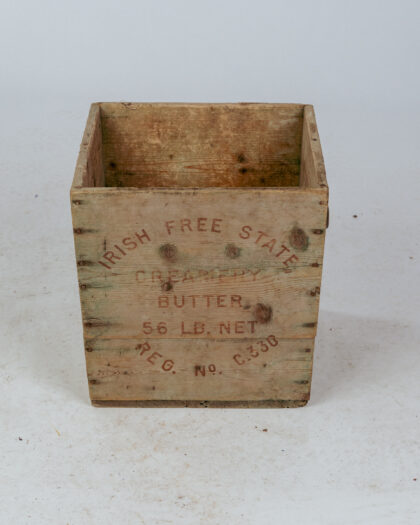 IRISH FREE STATE
CREAMERY
BUTTER
56 LB. NET
REG. No. C.330